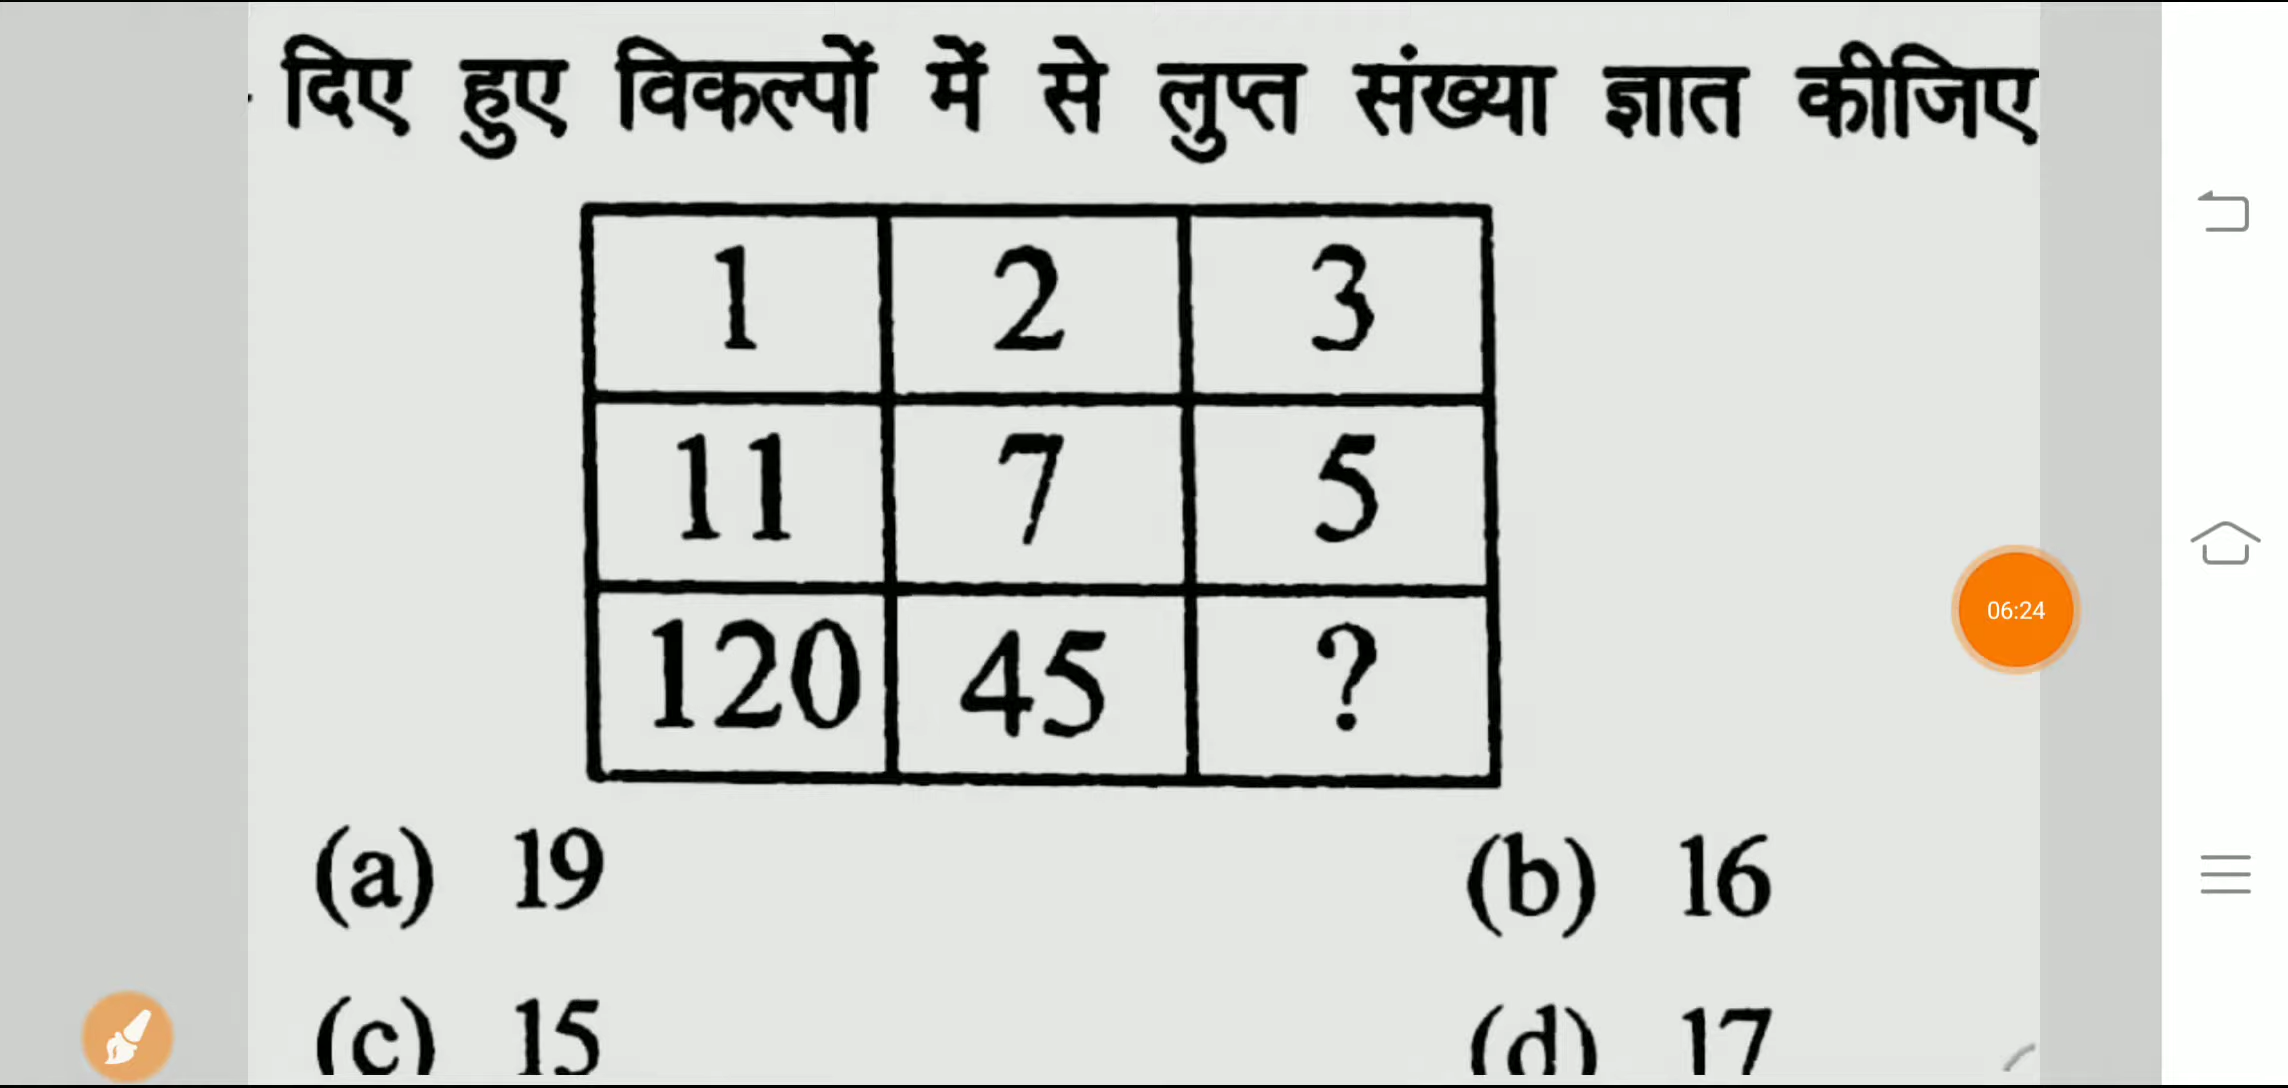 दिए हुए विकल्पों में से लुप्त संख्या ज्ञात कीजिए
1 2 3
11 7 5
120 45 ?
(a) 19 (b) 16
(c) 15 (d) 17
06:24